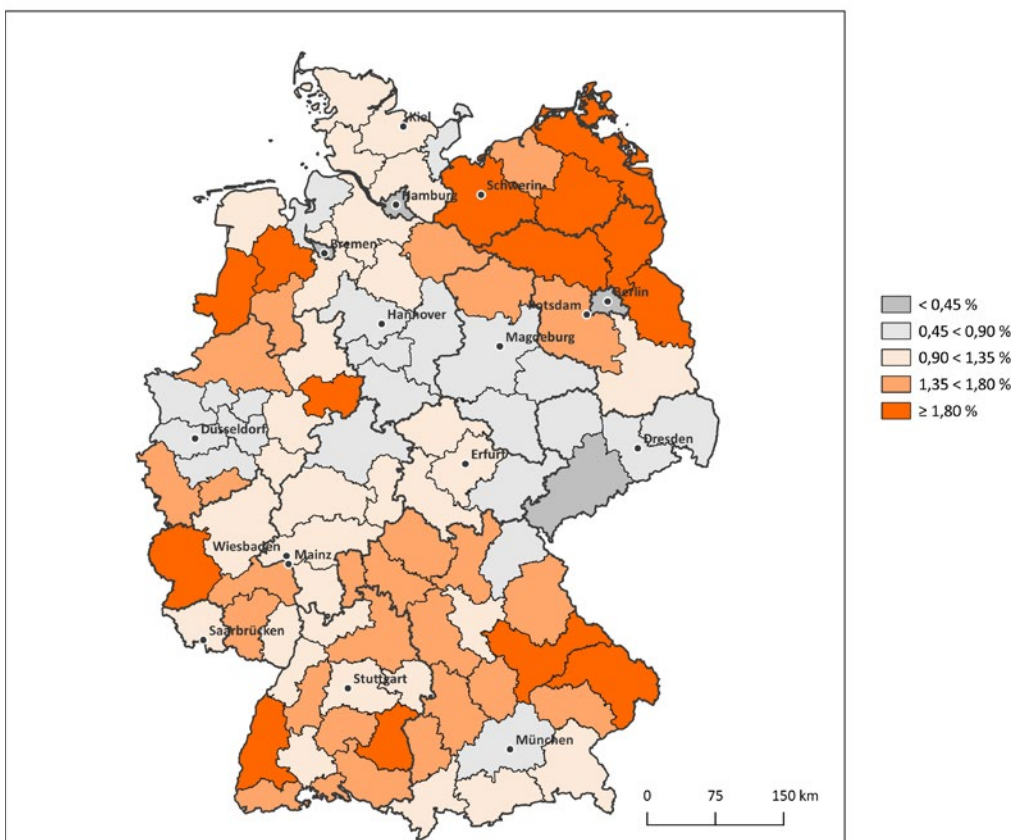 Kiel
Schwerin
Hamburg
Bremen
Berlin
Potsdam
Hannover
Magdeburg
Düsseldorf
Dresden
Erfurt
Wiesbaden
Mainz
Saarbrücken
Stuttgart
München
< 0,45 %
0,45 < 0,90 %
0,90 < 1,35 %
1,35 < 1,80 %
≥ 1,80 %
0 75 150 km